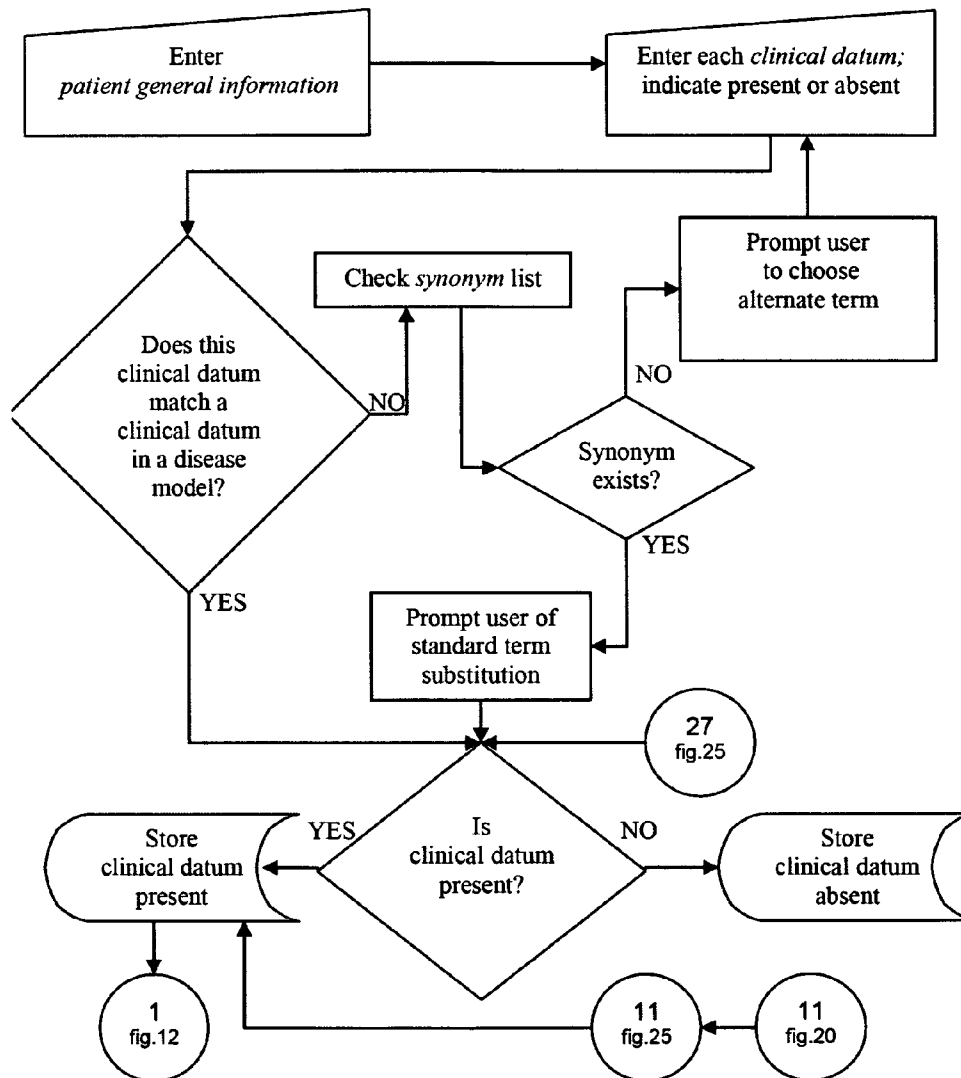 Enter
patient general information
Enter each clinical datum;
indicate present or absent
Prompt user
to choose
alternate term
Check synonym list
Does this
clinical datum
match a
clinical datum
in a disease
model?
NO
NO
Synonym
exists?
YES
YES
Prompt user of
standard term
substitution
27
fig.25
Store
clinical datum
present
YES
Is
clinical datum
present?
NO
Store
clinical datum
absent
1
fig.12
11
fig.25
11
fig.20